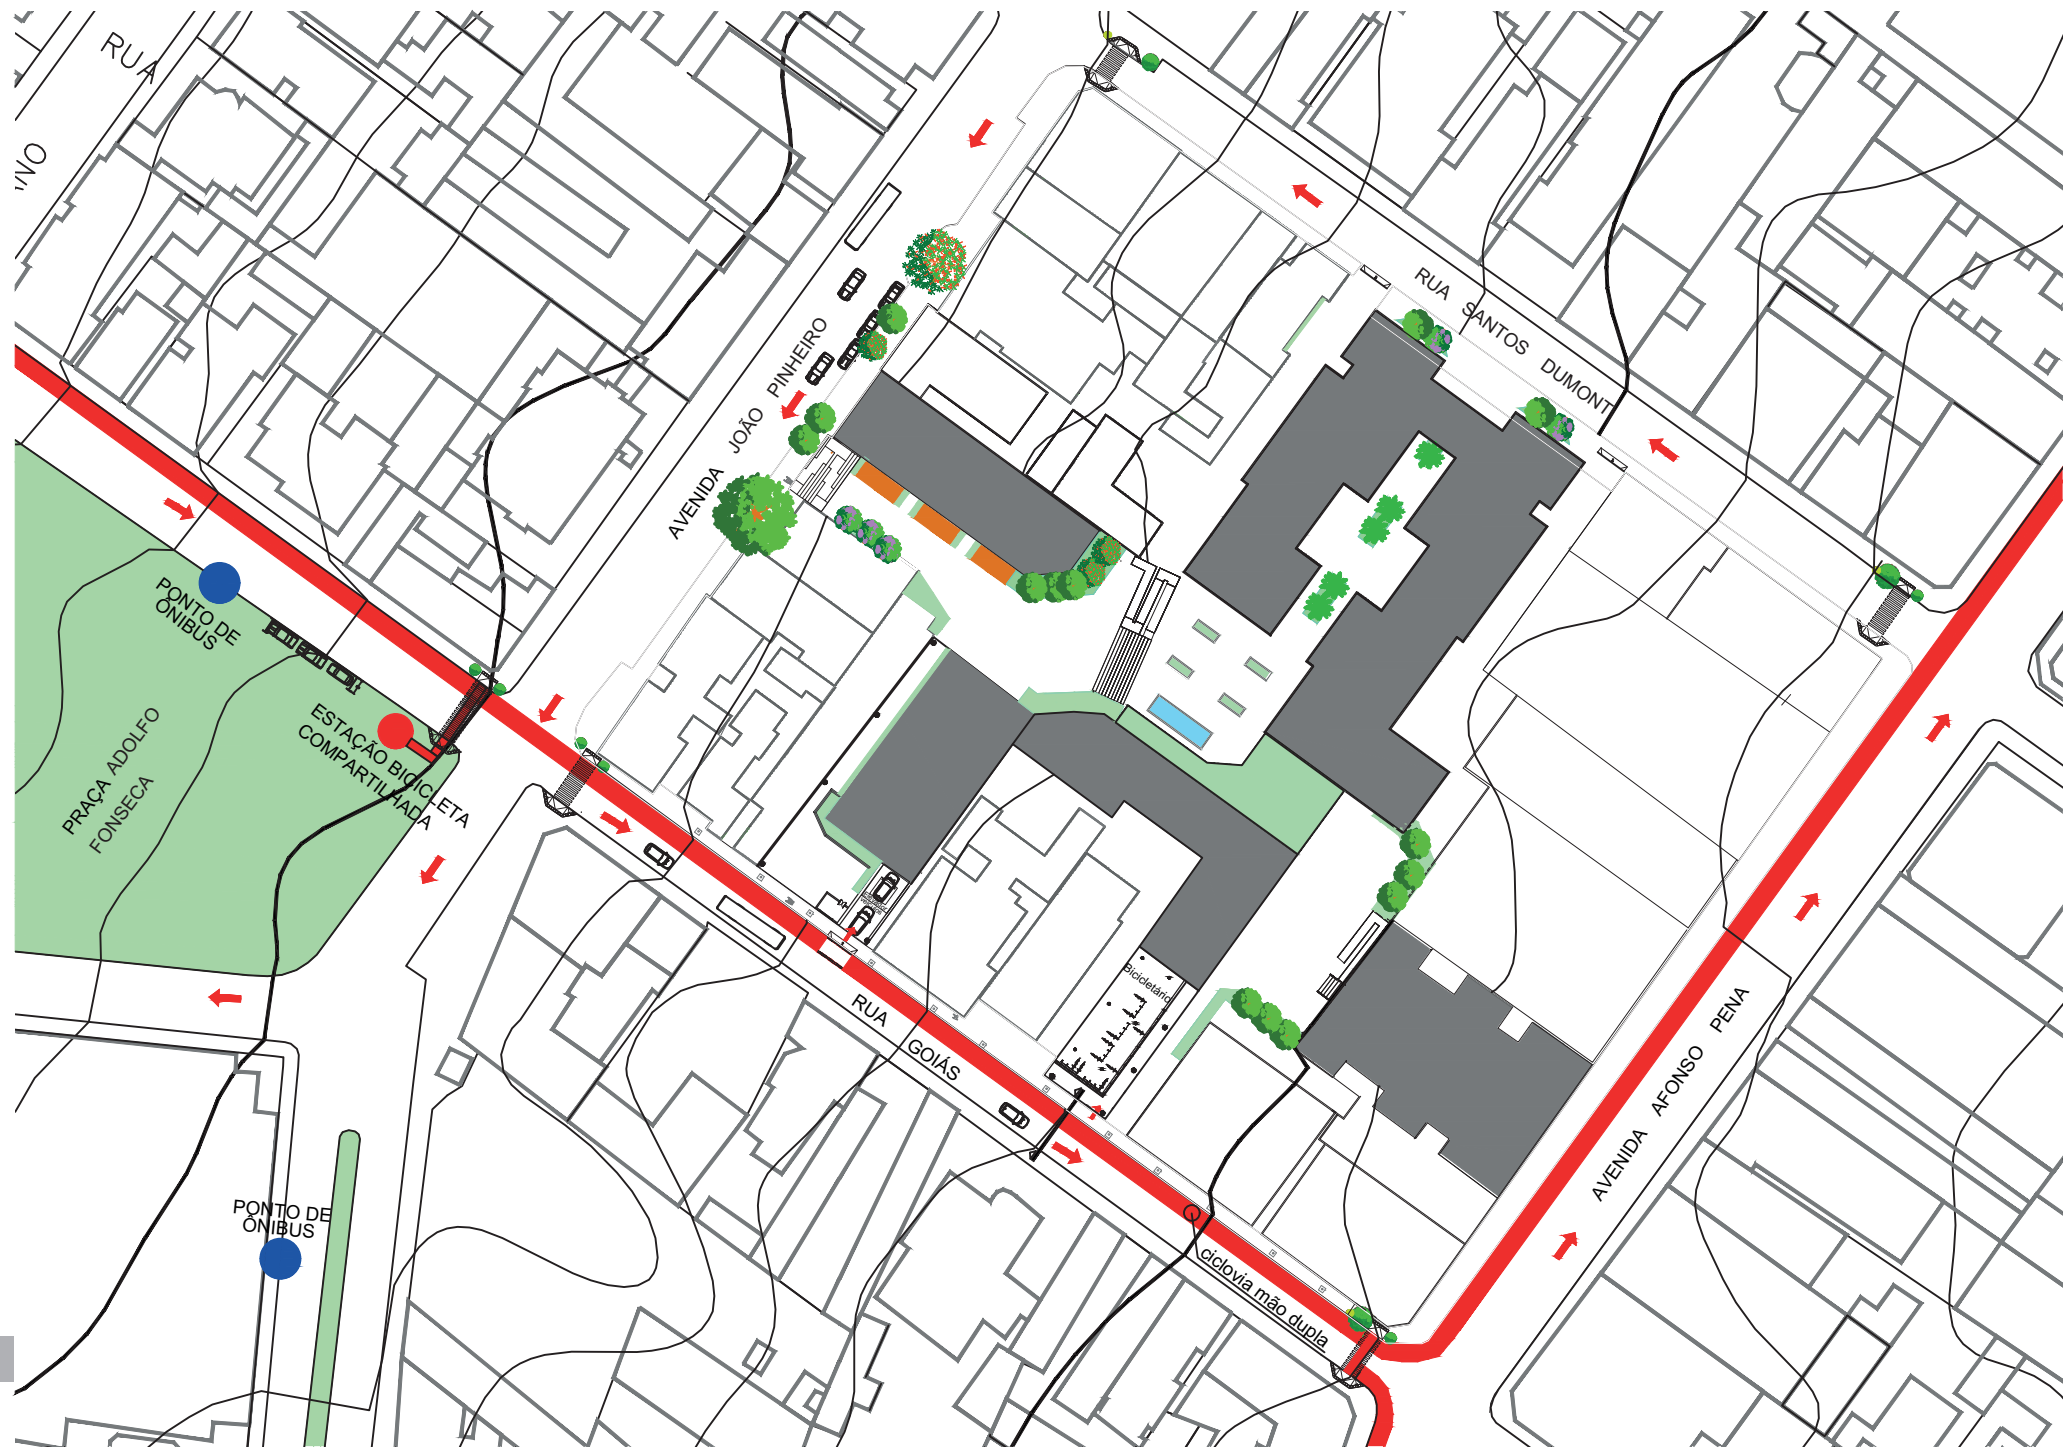 RUA
RUA SANTOS DUMONT
AVENIDA JOÃO PINHEIRO
PONTO DE
ÔNIBUS
ESTAÇÃO BICICLETA
COMPARTILHADA
PRAÇA ADOLFO
FONSECA
Bicicletário
RUA GOIÁS
AVENIDA AFONSO PENA
PONTO DE
ÔNIBUS
ciclovia mão dupla